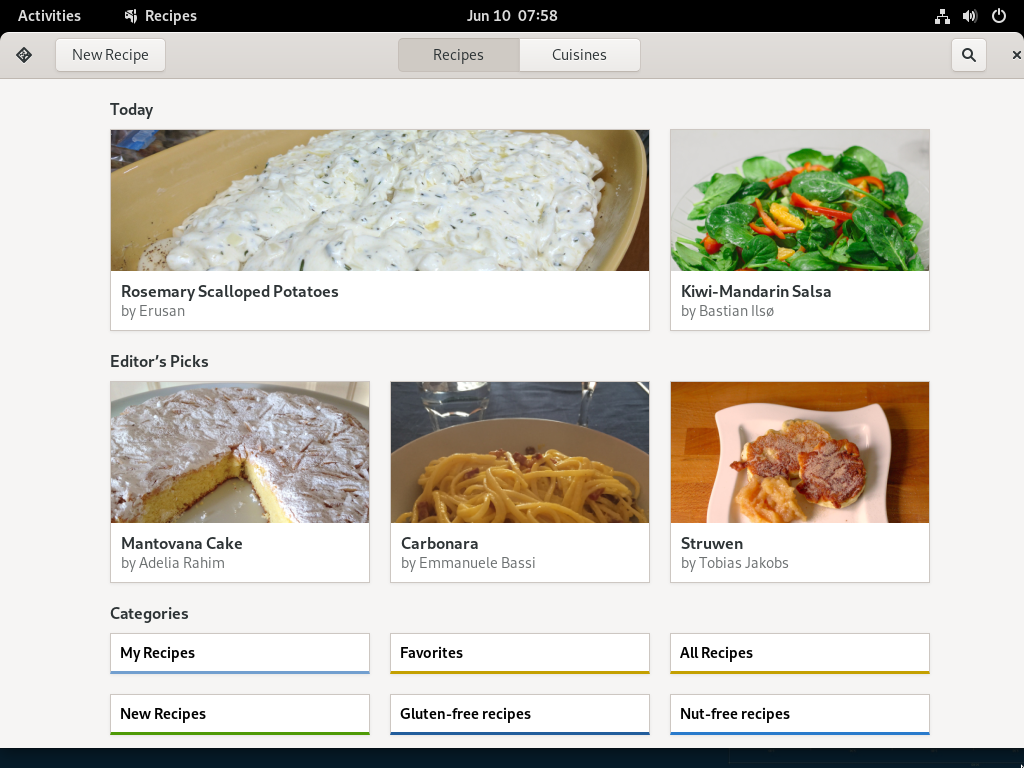 Activities Recipes Jun 10 07:58
New Recipe Recipes Cuisines
Today
Rosemary Scalloped Potatoes
by Erusan
Kiwi-Mandarin Salsa
by Bastian Ilsø
Editor’s Picks
Mantovana Cake
by Adelia Rahim
Carbonara
by Emmanuele Bassi
Struwen
by Tobias Jakobs
Categories
My Recipes
Favorites
All Recipes
New Recipes
Gluten-free recipes
Nut-free recipes